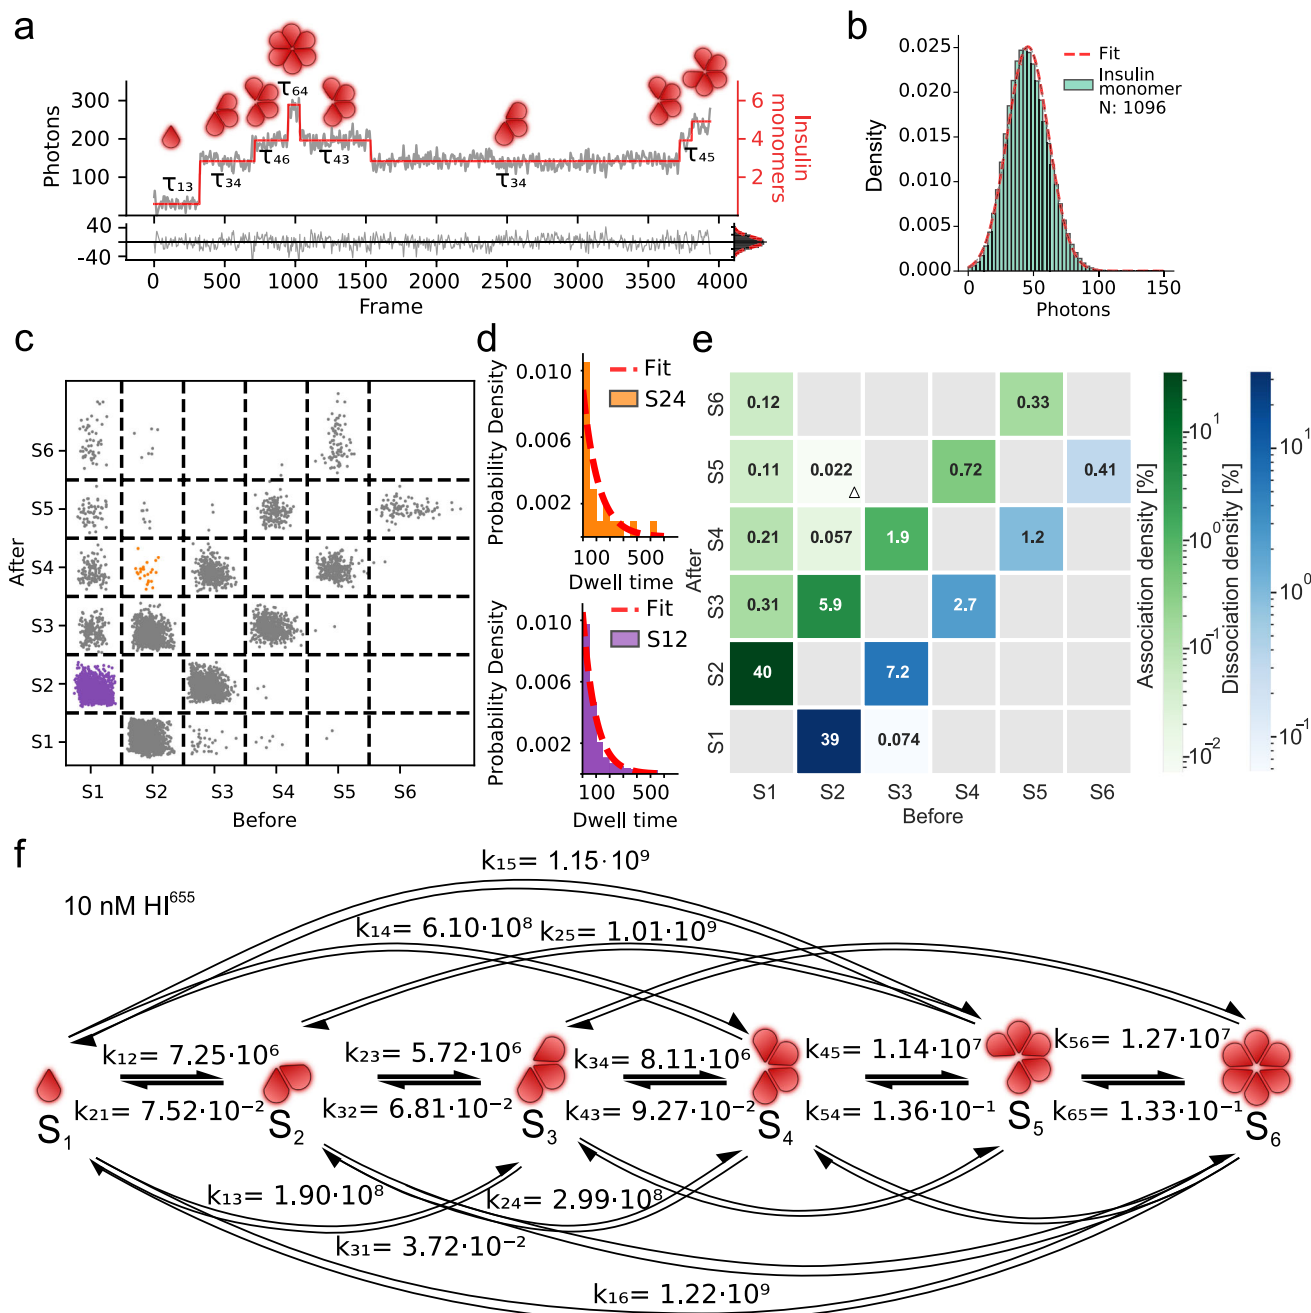 a
Photons
300
200
100
40
-40
0 500 1000 1500 2000 2500 3000 3500 4000
Frame
6
4
2
Insulin
monomers
τ13
τ34
τ46
τ64
τ43
τ34
τ45
b
Density
0.025
0.020
0.015
0.010
0.005
0.000
0 50 100 150
Photons
Fit
Insulin
monomer
N: 1096
c
After
S6
S5
S4
S3
S2
S1
S1 S2 S3 S4 S5 S6
Before
d
Probability Density
0.010
0.006
0.002
Fit
S24
100 500
Dwell time
Probability Density
0.010
0.006
0.002
Fit
S12
100 500
Dwell time
e
After
S6 0.12 0.33
S5 0.11 0.022 0.72 0.41
Δ
S4 0.21 0.057 1.9 1.2
S3 0.31 5.9 2.7
S2 40 7.2
S1 39 0.074
S1 S2 S3 S4 S5 S6
Before
Association density [%]
10¹
10⁰
10⁻¹
10⁻²
Dissociation density [%]
10¹
10⁰
10⁻¹
f
10 nM HI⁶⁵⁵
k₁₅= 1.15·10⁹
k₁₄= 6.10·10⁸
k₂₅= 1.01·10⁹
k₁₂= 7.25·10⁶
k₂₃= 5.72·10⁶
k₃₄= 8.11·10⁶
k₄₅= 1.14·10⁷
k₅₆= 1.27·10⁷
k₂₁= 7.52·10⁻²
k₃₂= 6.81·10⁻²
k₄₃= 9.27·10⁻²
k₅₄= 1.36·10⁻¹
k₆₅= 1.33·10⁻¹
S₁ S₂ S₃ S₄ S₅ S₆
k₁₃= 1.90·10⁸
k₂₄= 2.99·10⁸
k₃₁= 3.72·10⁻²
k₁₆= 1.22·10⁹